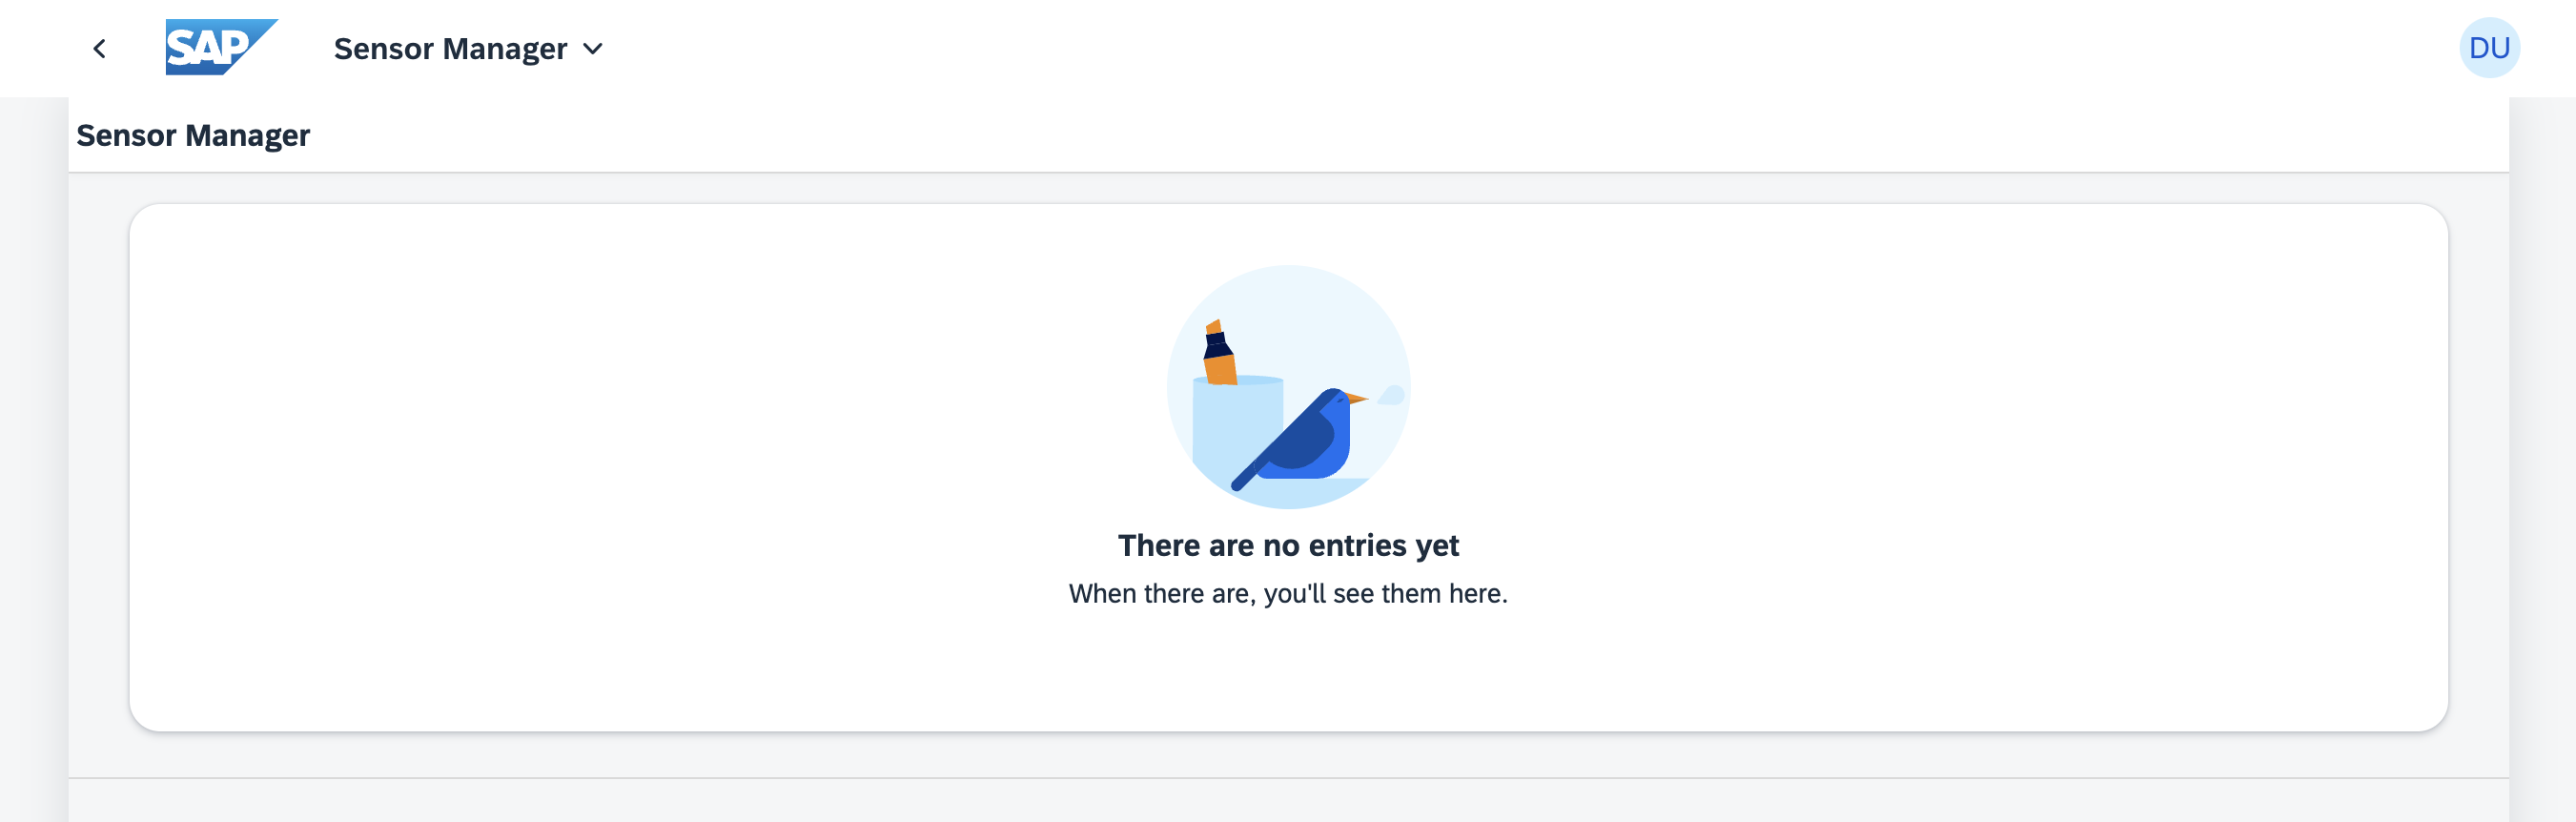 SAP
Sensor Manager
DU
Sensor Manager
There are no entries yet
When there are, you'll see them here.